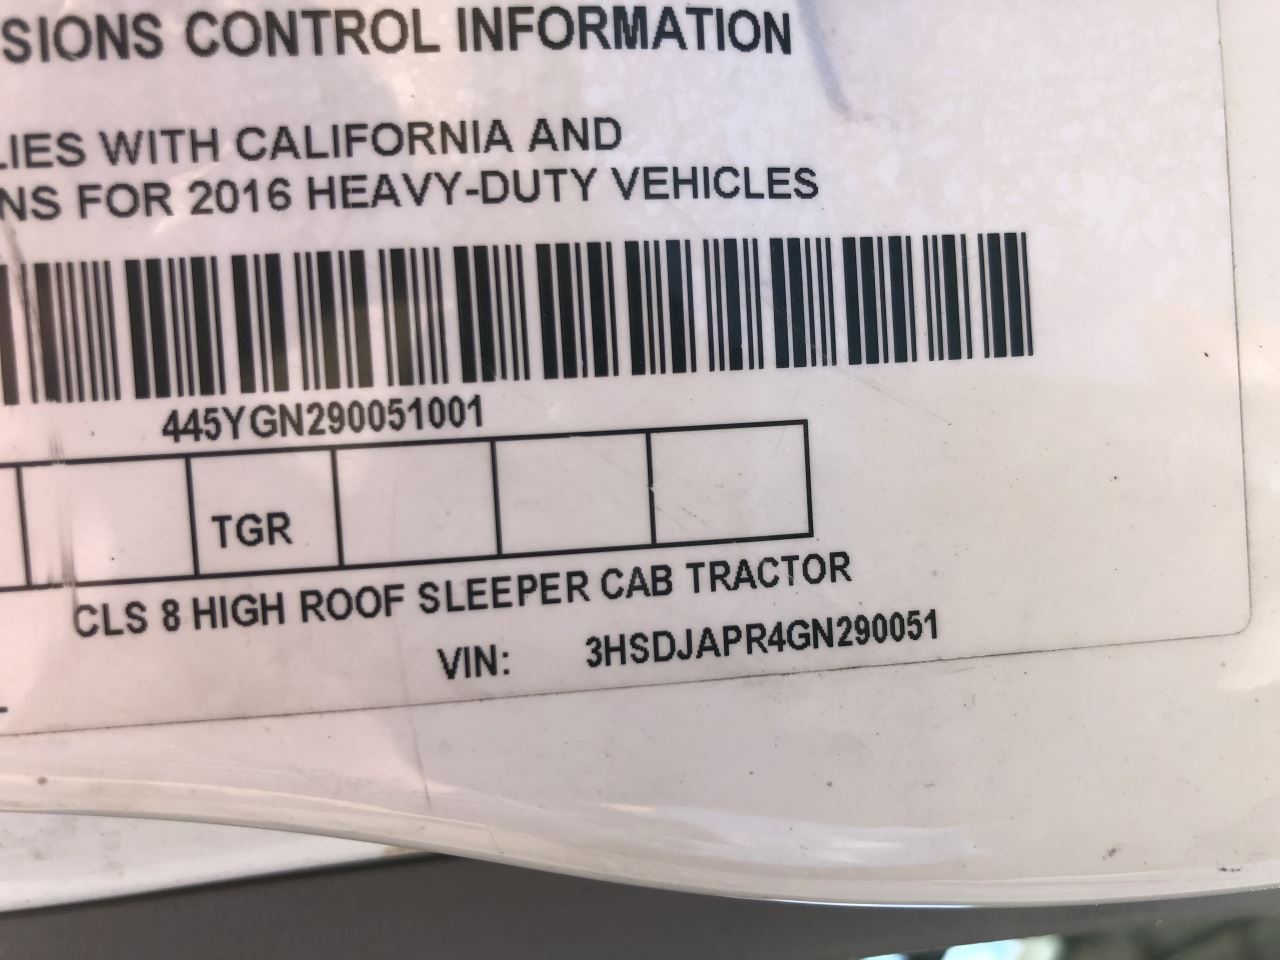 SIONS CONTROL INFORMATION
LIES WITH CALIFORNIA AND
NS FOR 2016 HEAVY-DUTY VEHICLES
445YGN290051001
TGR
CLS 8 HIGH ROOF SLEEPER CAB TRACTOR
VIN: 3HSDJAPR4GN290051